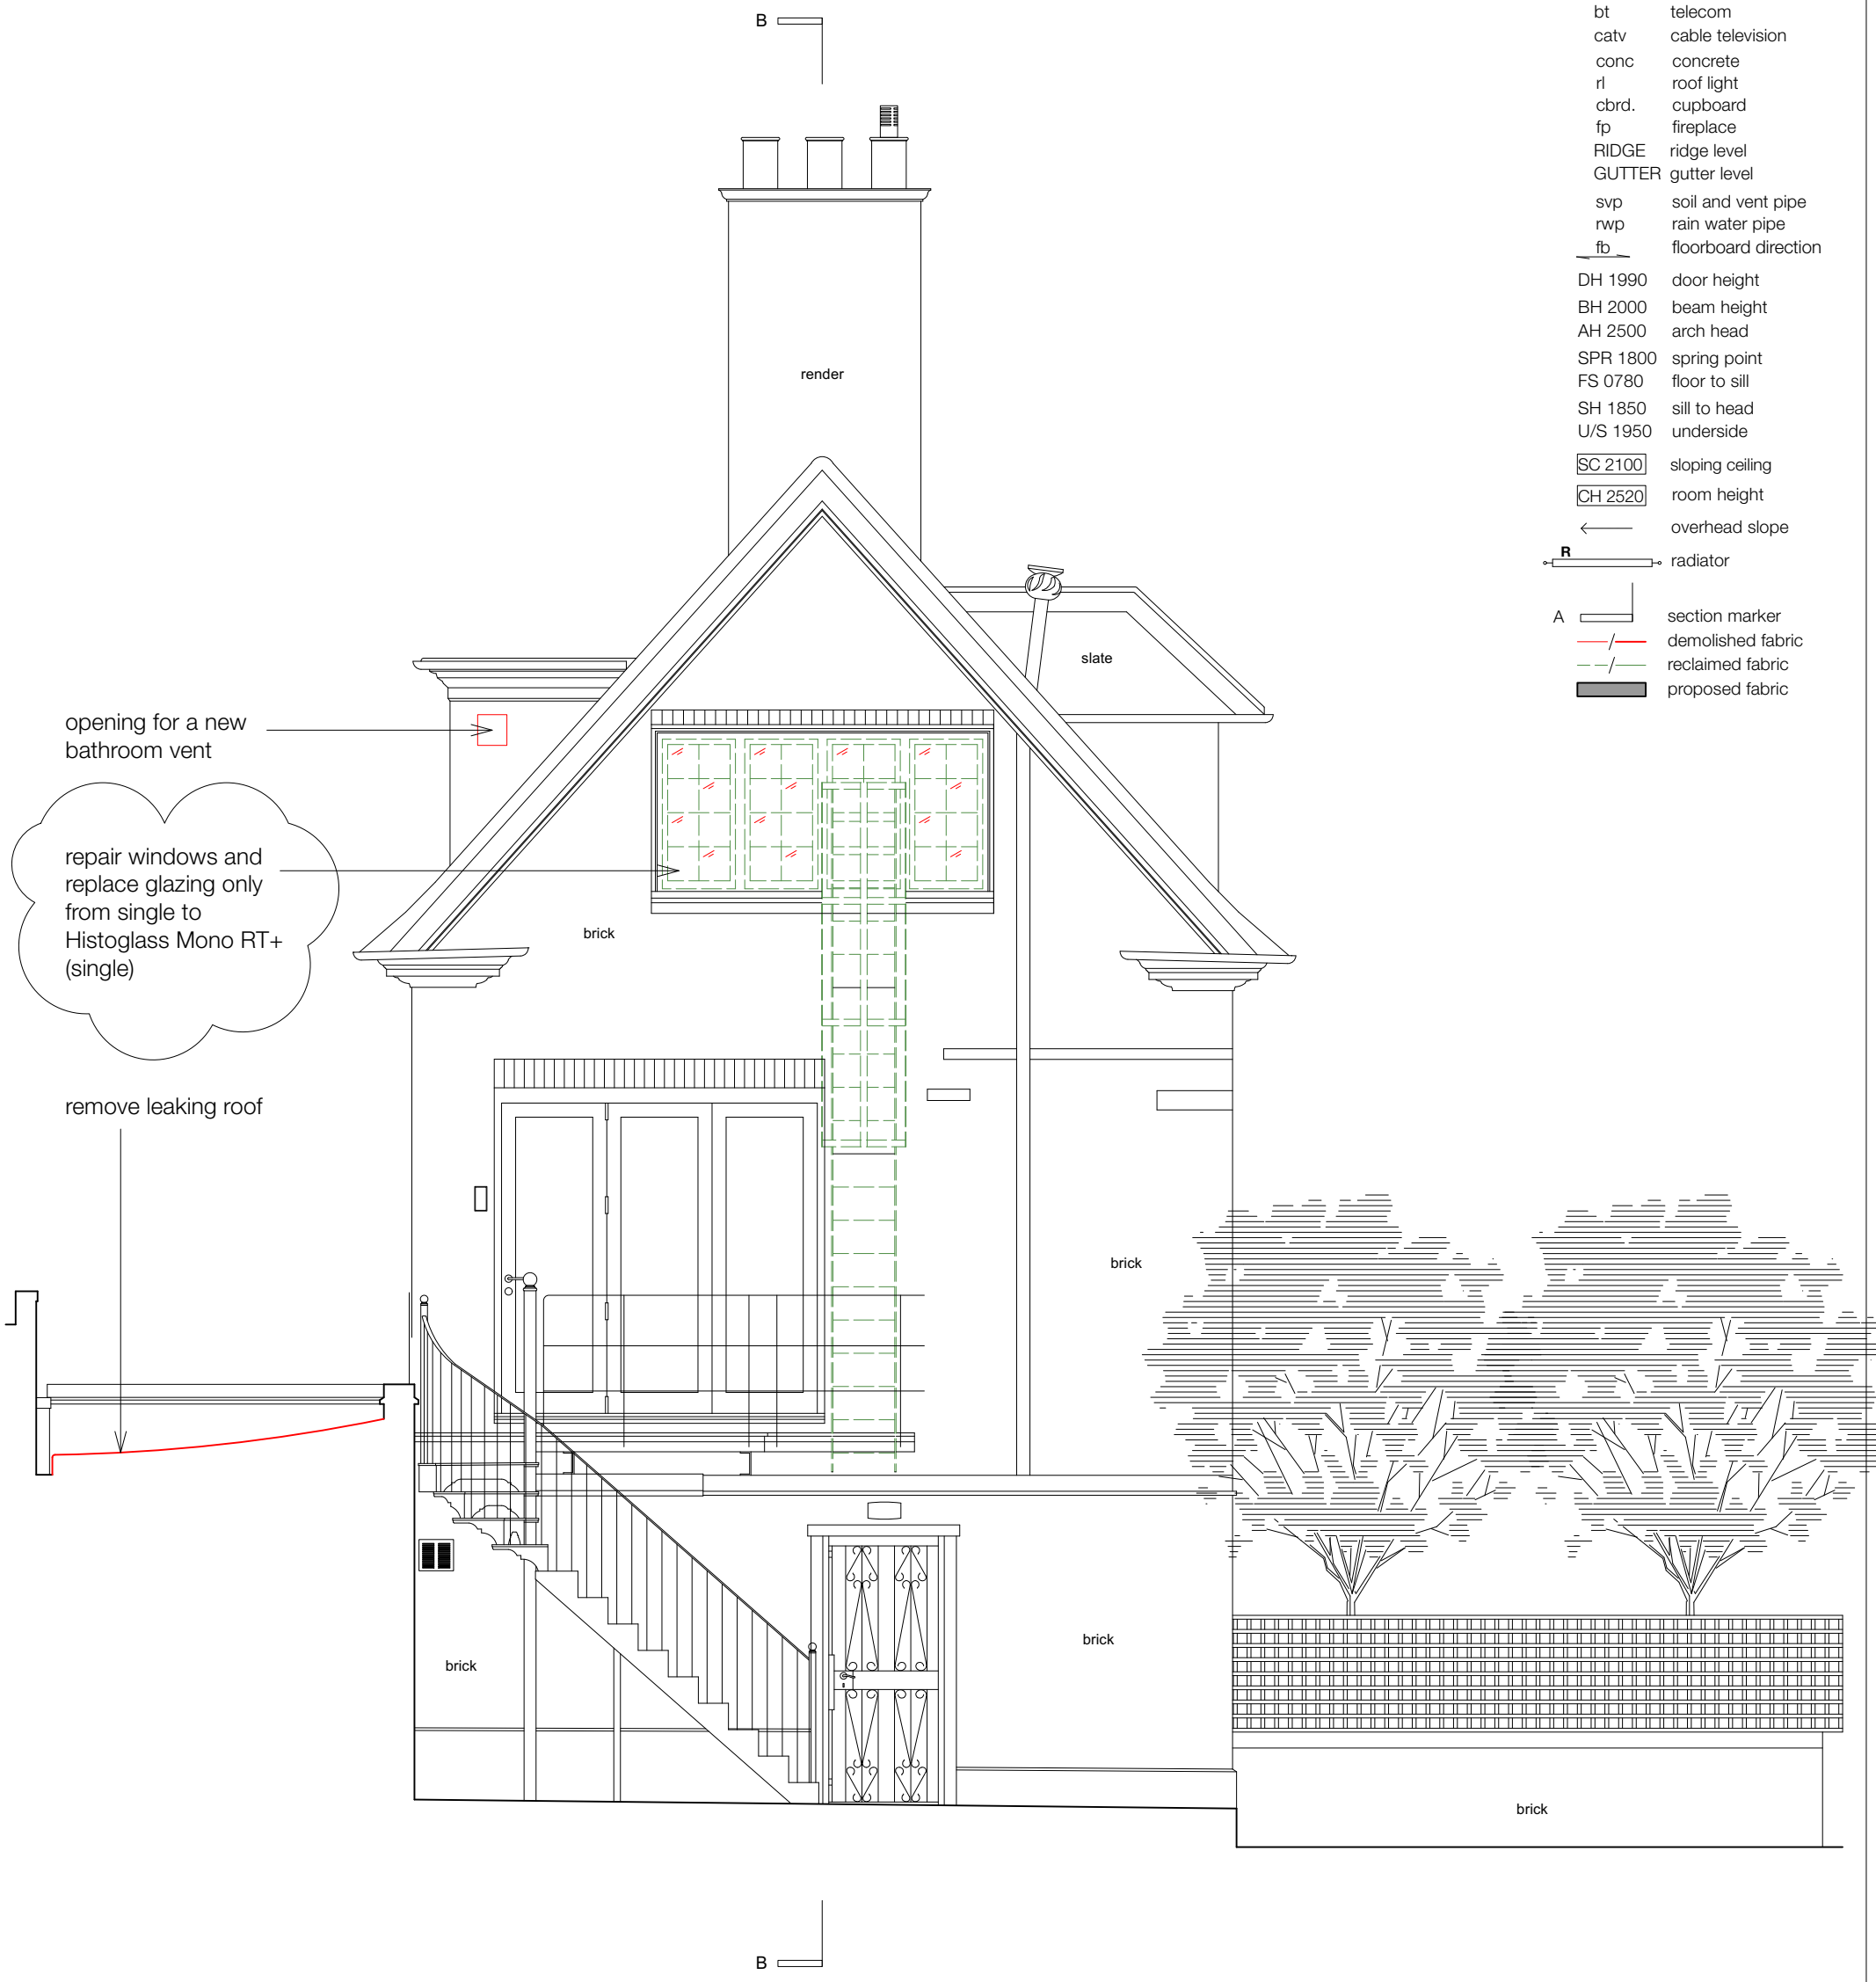 B
bt telecom
catv cable television
conc concrete
rl roof light
cbrd. cupboard
fp fireplace
RIDGE ridge level
GUTTER gutter level
svp soil and vent pipe
rwp rain water pipe
fb floorboard direction
DH 1990 door height
BH 2000 beam height
AH 2500 arch head
SPR 1800 spring point
FS 0780 floor to sill
SH 1850 sill to head
U/S 1950 underside
SC 2100 sloping ceiling
CH 2520 room height
overhead slope
R radiator
A section marker
demolished fabric
reclaimed fabric
proposed fabric
render
slate
opening for a new
bathroom vent
repair windows and
replace glazing only
from single to
Histoglass Mono RT+
(single)
brick
remove leaking roof
brick
brick
brick
brick
B